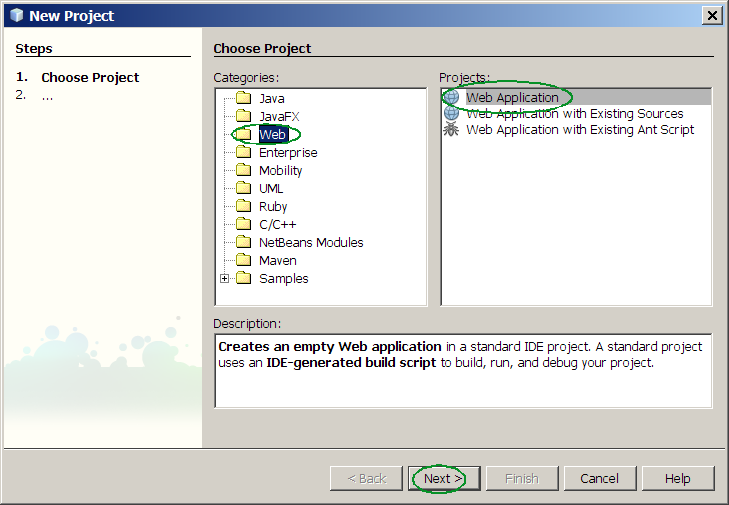 New Project
Steps
1. Choose Project
2. ...
Choose Project
Categories:
Java
JavaFX
Web
Enterprise
Mobility
UML
Ruby
C/C++
NetBeans Modules
Maven
Samples
Projects:
Web Application
Web Application with Existing Sources
Web Application with Existing Ant Script
Description:
Creates an empty Web application in a standard IDE project. A standard project
uses an IDE-generated build script to build, run, and debug your project.
< Back Next > Finish Cancel Help